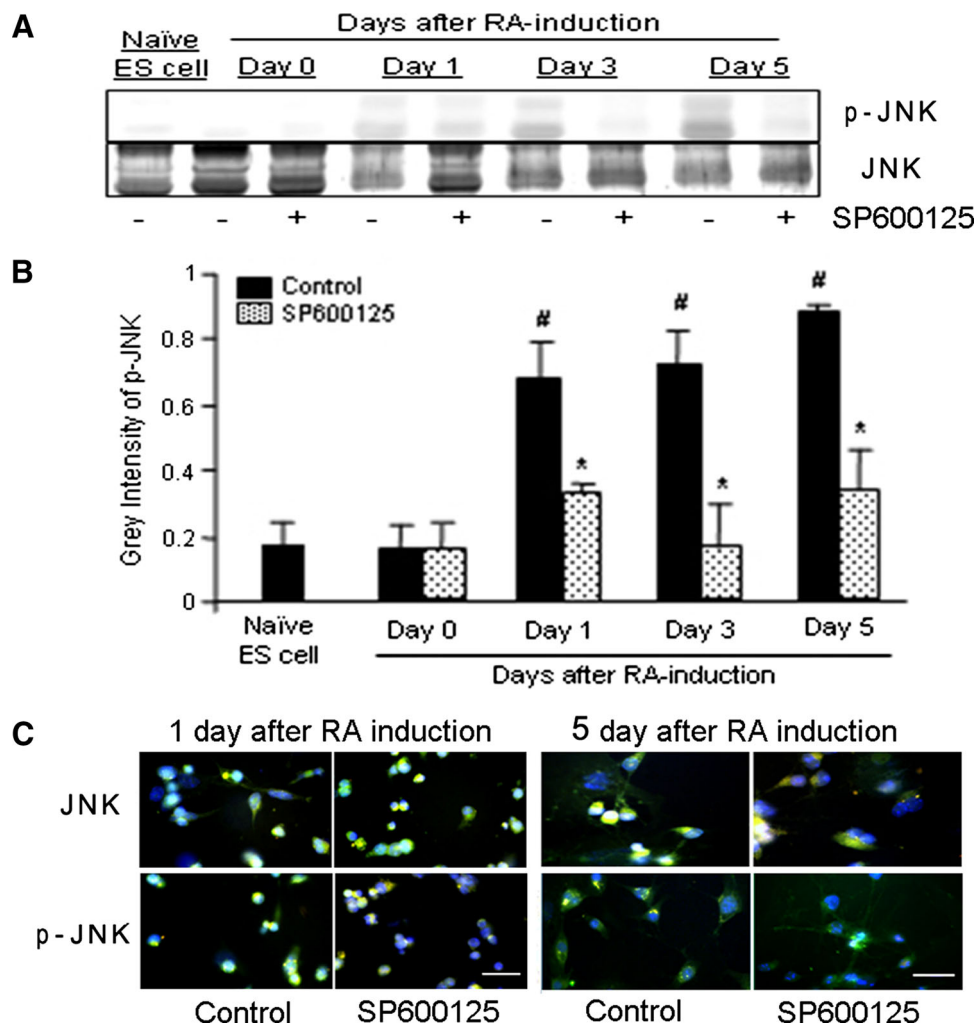 A
Days after RA-induction
Naïve
ES cell Day 0 Day 1 Day 3 Day 5
p-JNK
JNK
- - + - + - + - + SP600125
B
Grey Intensity of p-JNK
1
0.8
0.6
0.4
0.2
0
Control
SP600125
# # #
* * *
Naïve
ES cell
Day 0 Day 1 Day 3 Day 5
Days after RA-induction
C
1 day after RA induction 5 day after RA induction
JNK
p-JNK
Control SP600125 Control SP600125